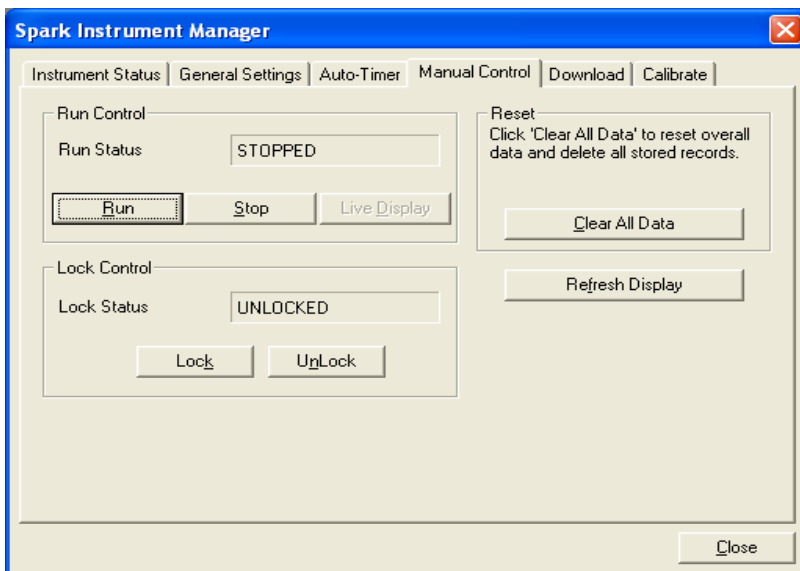 Spark Instrument Manager
Instrument Status General Settings Auto-Timer Manual Control Download Calibrate
Run Control
Run Status STOPPED
Run Stop Live Display
Lock Control
Lock Status UNLOCKED
Lock UnLock
Reset
Click 'Clear All Data' to reset overall
data and delete all stored records.
Clear All Data
Refresh Display
Close